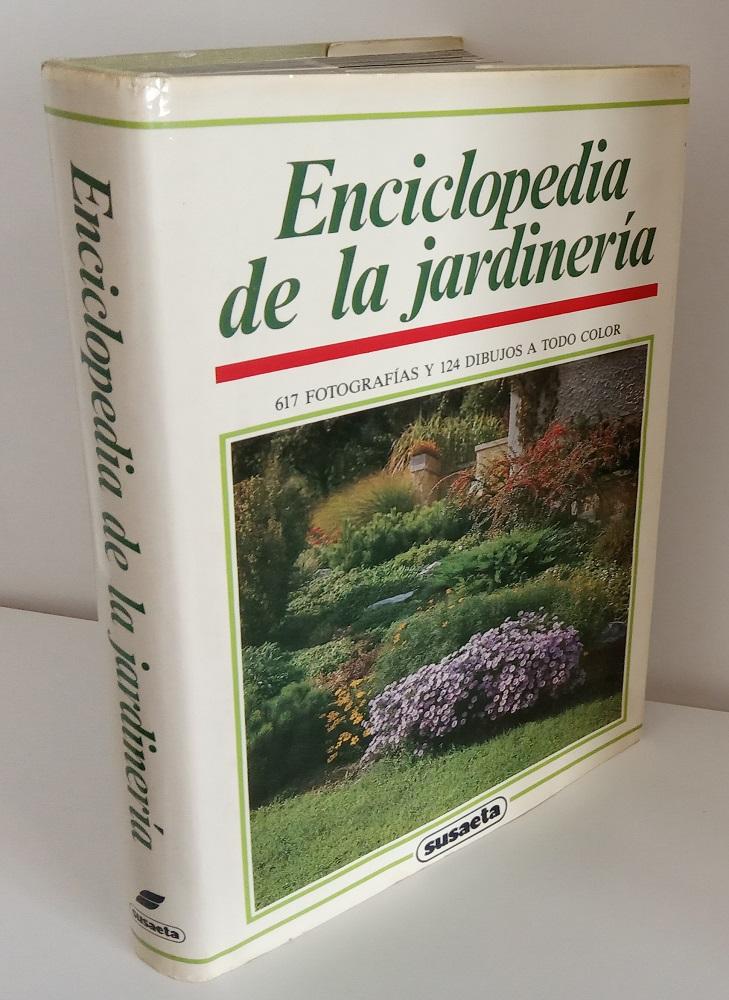 Enciclopedia
de la jardinería
617 FOTOGRAFÍAS Y 124 DIBUJOS A TODO COLOR
susaeta
Enciclopedia de la jardinería
susaeta